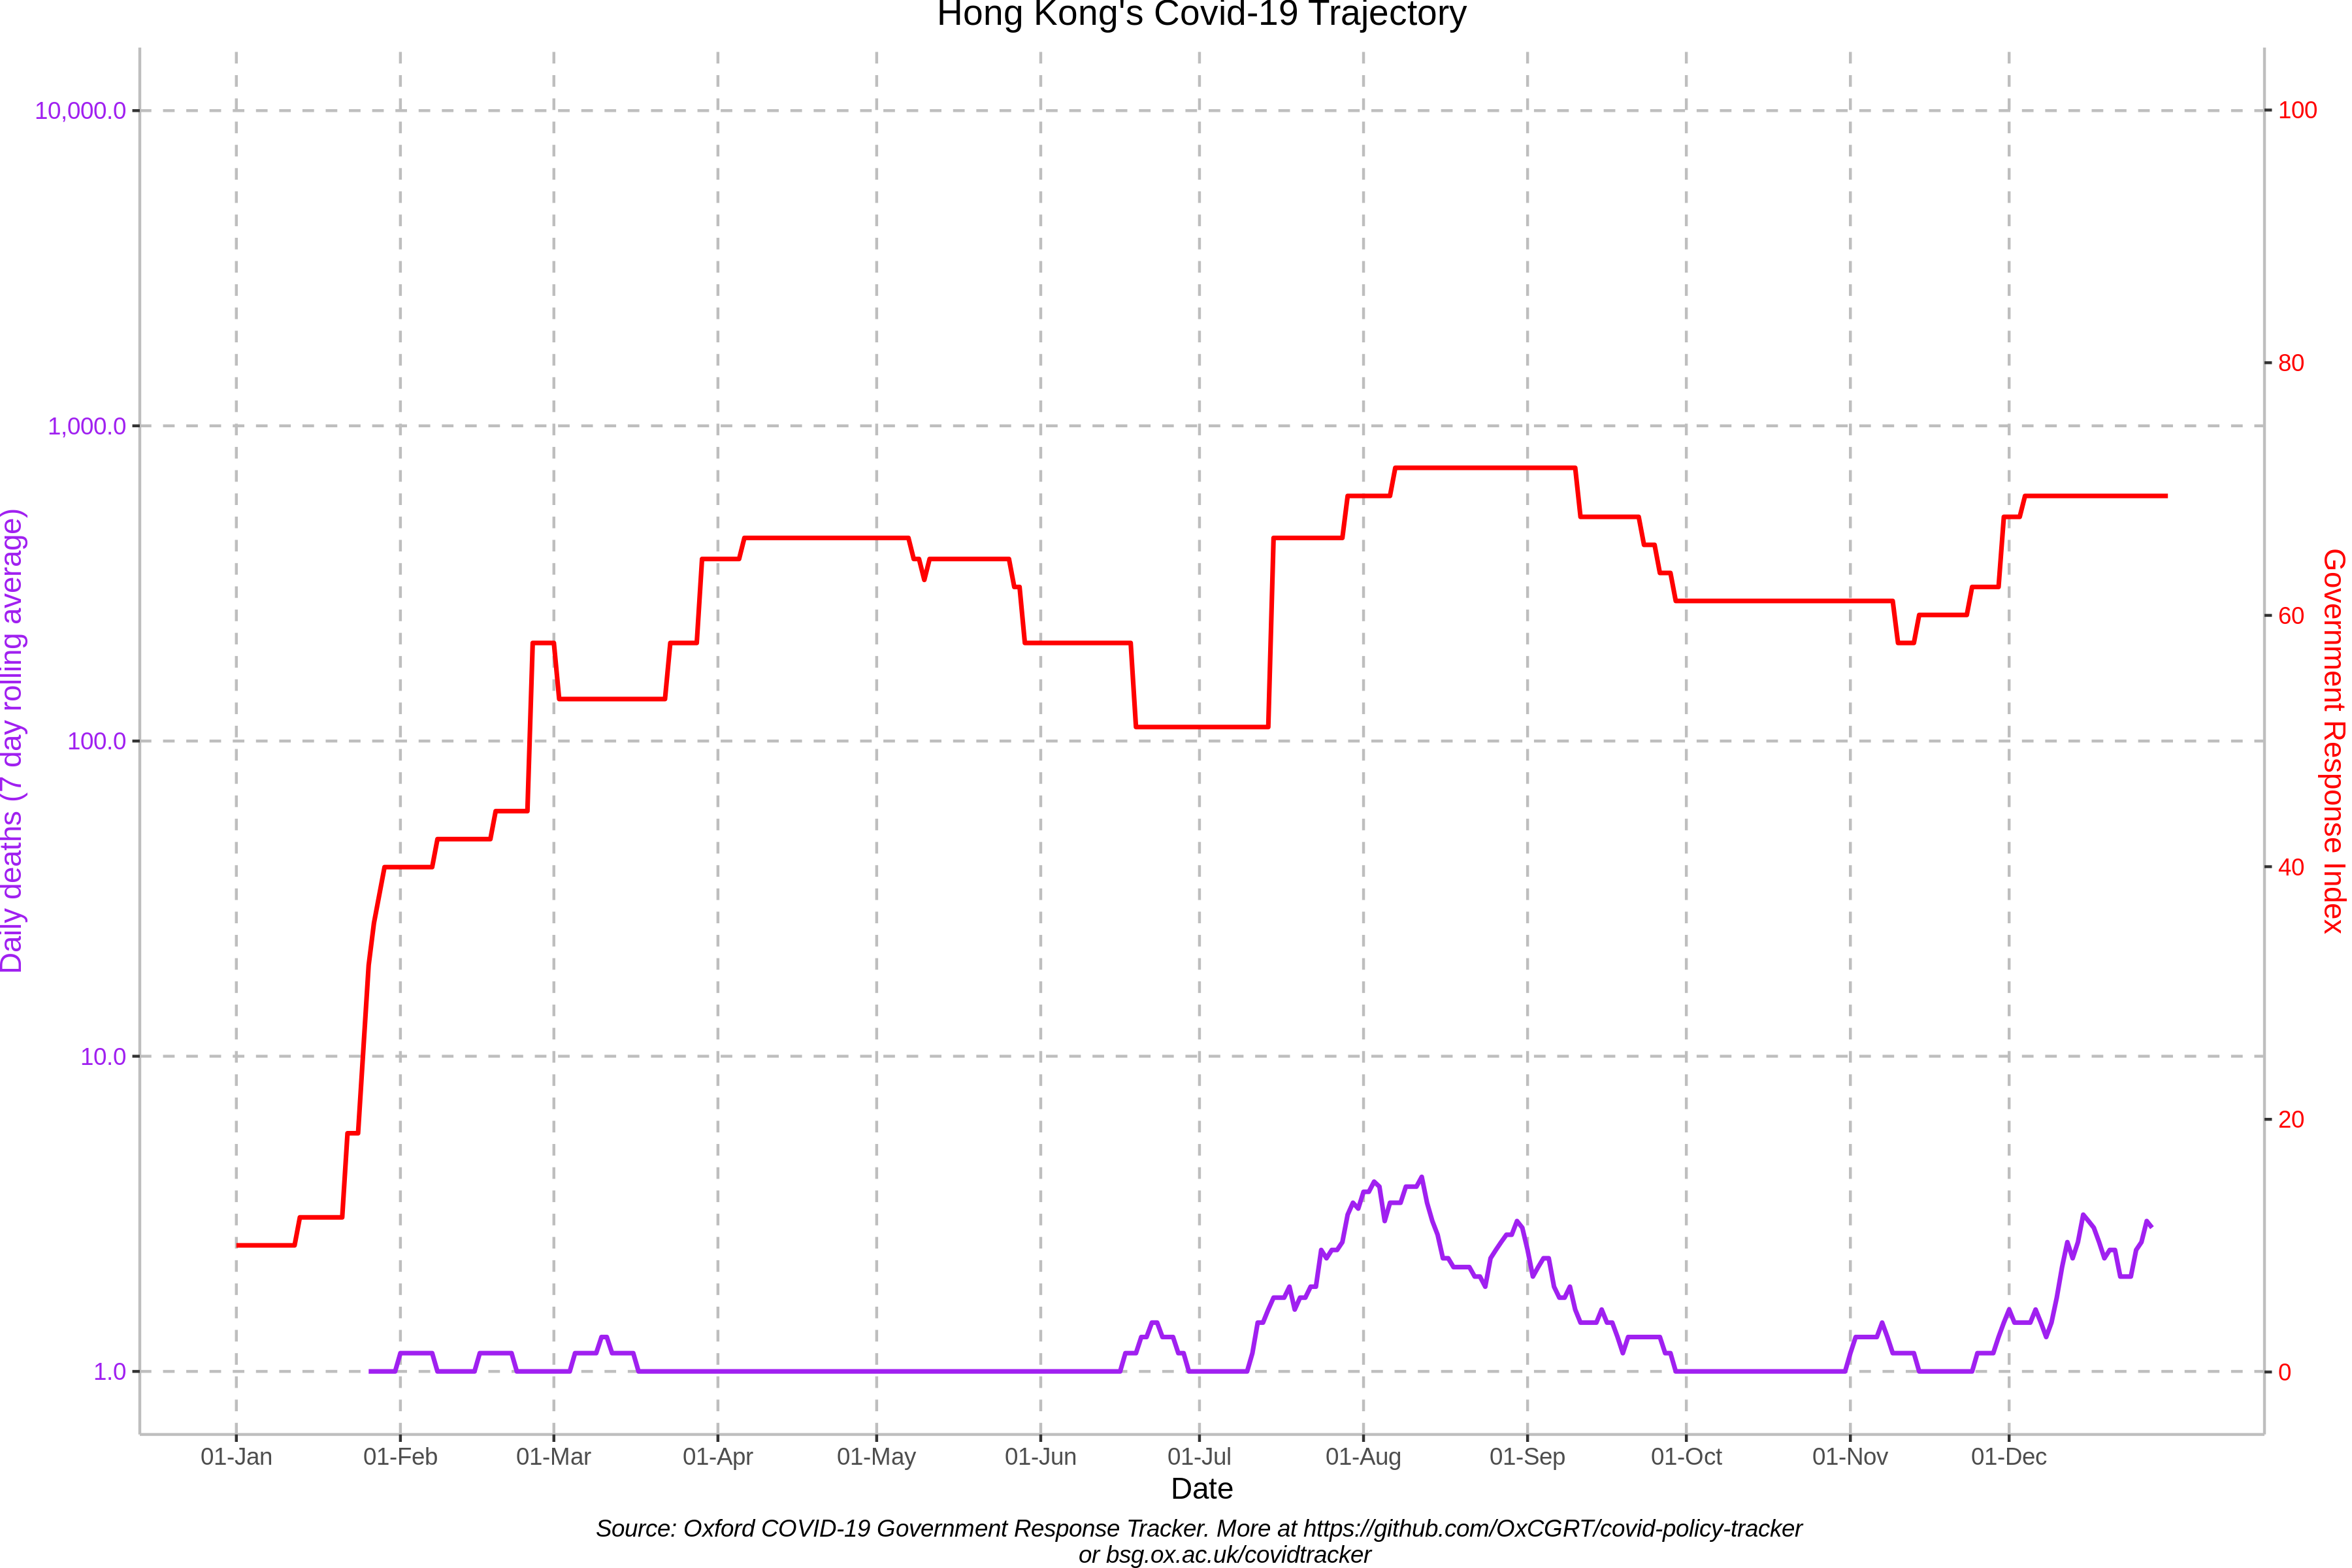 Hong Kong's Covid-19 Trajectory
10,000.0
1,000.0
100.0
10.0
1.0
Daily deaths (7 day rolling average)
100
80
60
40
20
0
Government Response Index
01-Jan 01-Feb 01-Mar 01-Apr 01-May 01-Jun 01-Jul 01-Aug 01-Sep 01-Oct 01-Nov 01-Dec
Date
Source: Oxford COVID-19 Government Response Tracker. More at https://github.com/OxCGRT/covid-policy-tracker
or bsg.ox.ac.uk/covidtracker